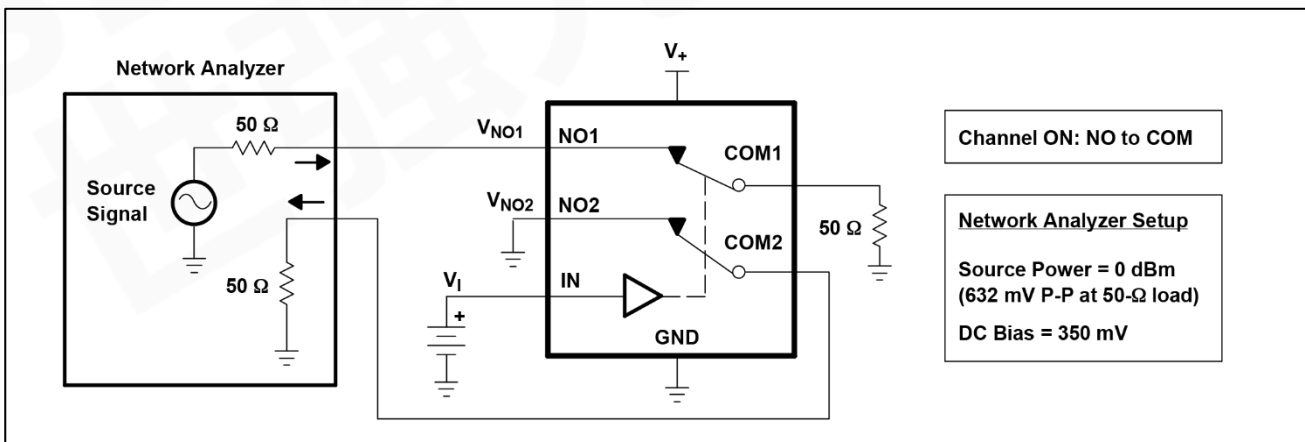 Network Analyzer
50 Ω
Source
Signal
50 Ω
V+
VNO1
NO1
COM1
VNO2
NO2
COM2
50 Ω
VI
+
IN
GND
Channel ON: NO to COM
Network Analyzer Setup
Source Power = 0 dBm
(632 mV P-P at 50-Ω load)
DC Bias = 350 mV